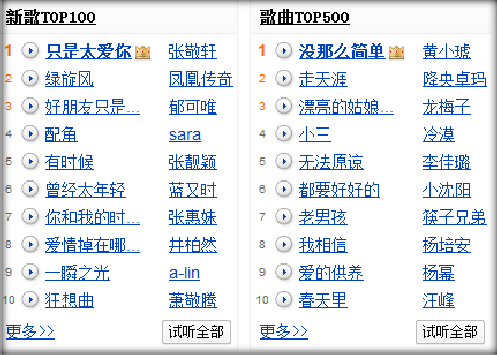 新歌TOP100
1 只是太爱你 张敬轩
2 绿旋风 凤凰传奇
3 好朋友只是... 郁可唯
4 配角 sara
5 有时候 张靓颖
6 曾经太年轻 蓝又时
7 你和我的时... 张惠妹
8 爱情掉在哪... 井柏然
9 一瞬之光 a-lin
10 狂想曲 萧敬腾
更多>> 试听全部
歌曲TOP500
1 没那么简单 黄小琥
2 走天涯 降央卓玛
3 漂亮的姑娘... 龙梅子
4 小三 冷漠
5 无法原谅 李佳璐
6 都要好好的 小沈阳
7 老男孩 筷子兄弟
8 我相信 杨培安
9 爱的供养 杨幂
10 春天里 汪峰
更多>> 试听全部